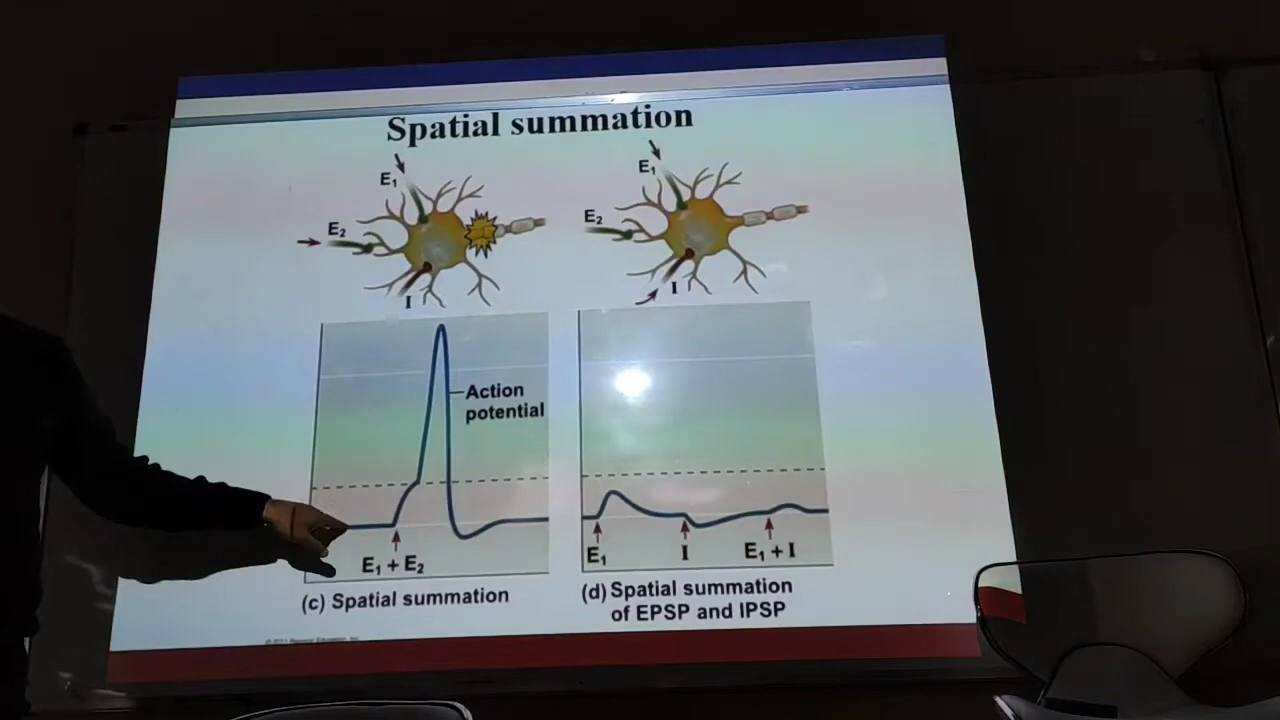 Spatial summation
E₁
E₂
I
E₁
E₂
I
Action
potential
E₁ + E₂
(c) Spatial summation
E₁
I
E₁ + I
(d) Spatial summation
of EPSP and IPSP